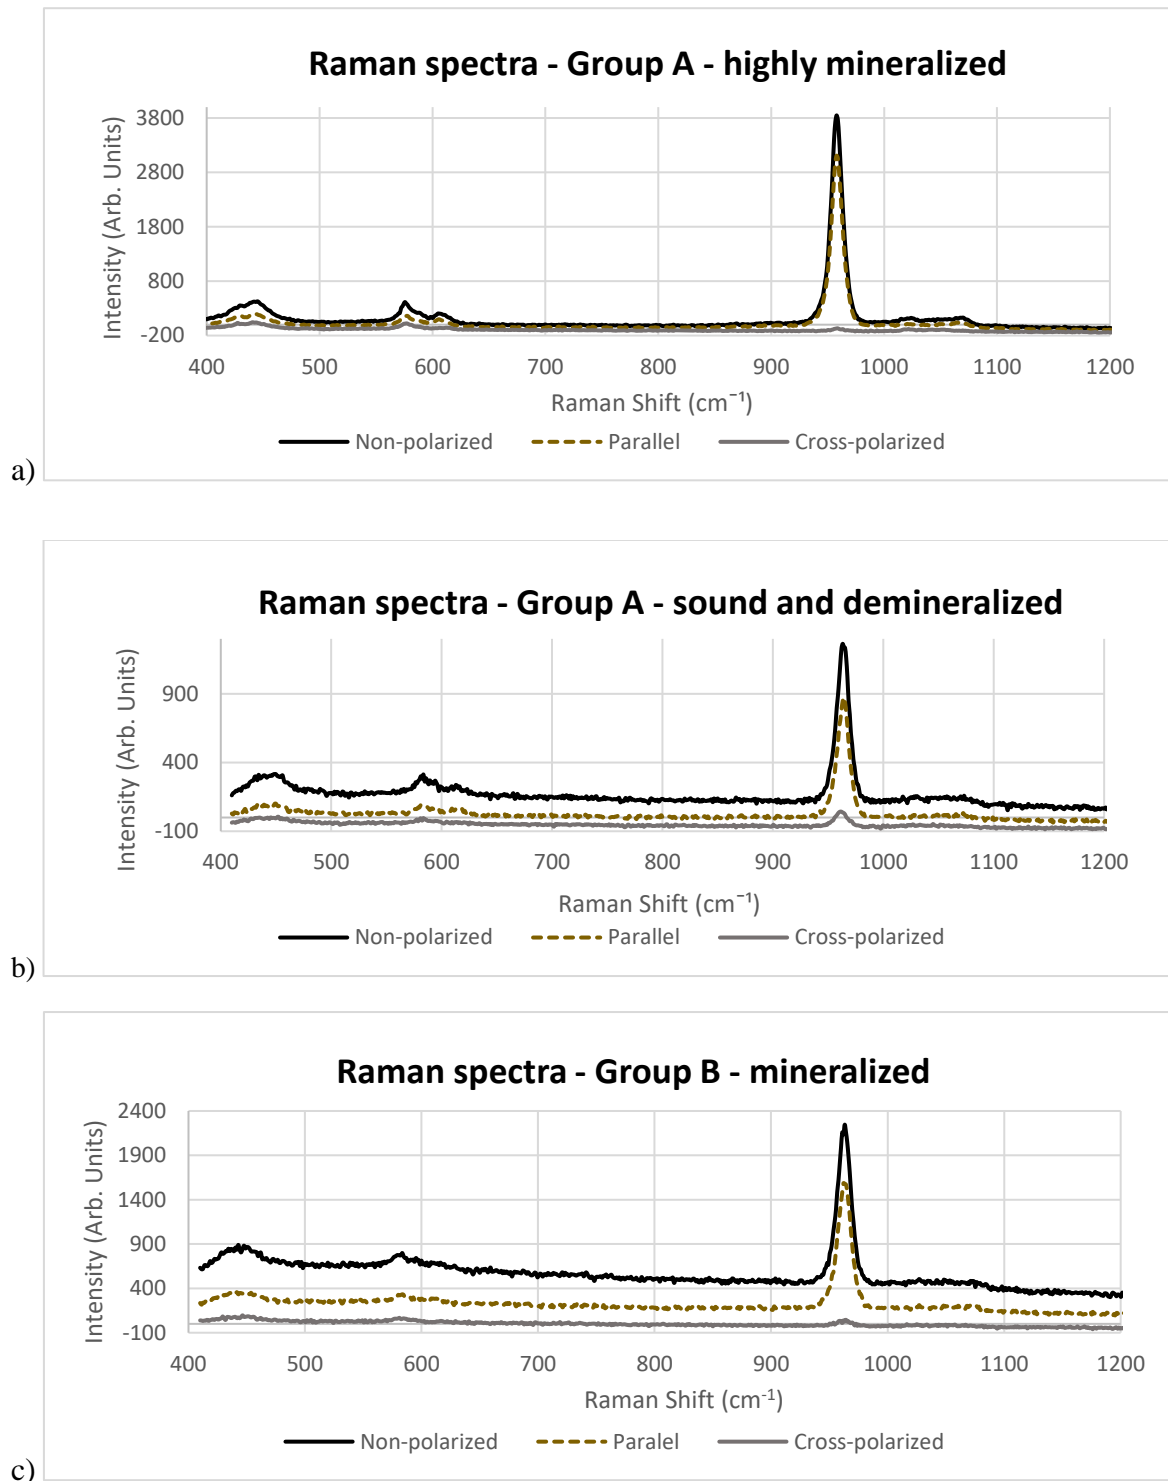 Raman spectra - Group A - highly mineralized
Intensity (Arb. Units)
3800
2800
1800
800
-200
400 500 600 700 800 900 1000 1100 1200
Raman Shift (cm⁻¹)
Non-polarized Parallel Cross-polarized
a)
Raman spectra - Group A - sound and demineralized
Intensity (Arb. Units)
900
400
-100
400 500 600 700 800 900 1000 1100 1200
Raman Shift (cm⁻¹)
Non-polarized Parallel Cross-polarized
b)
Raman spectra - Group B - mineralized
Intensity (Arb. Units)
2400
1900
1400
900
400
-100
400 500 600 700 800 900 1000 1100 1200
Raman Shift (cm⁻¹)
Non-polarized Paralel Cross-polarized
c)